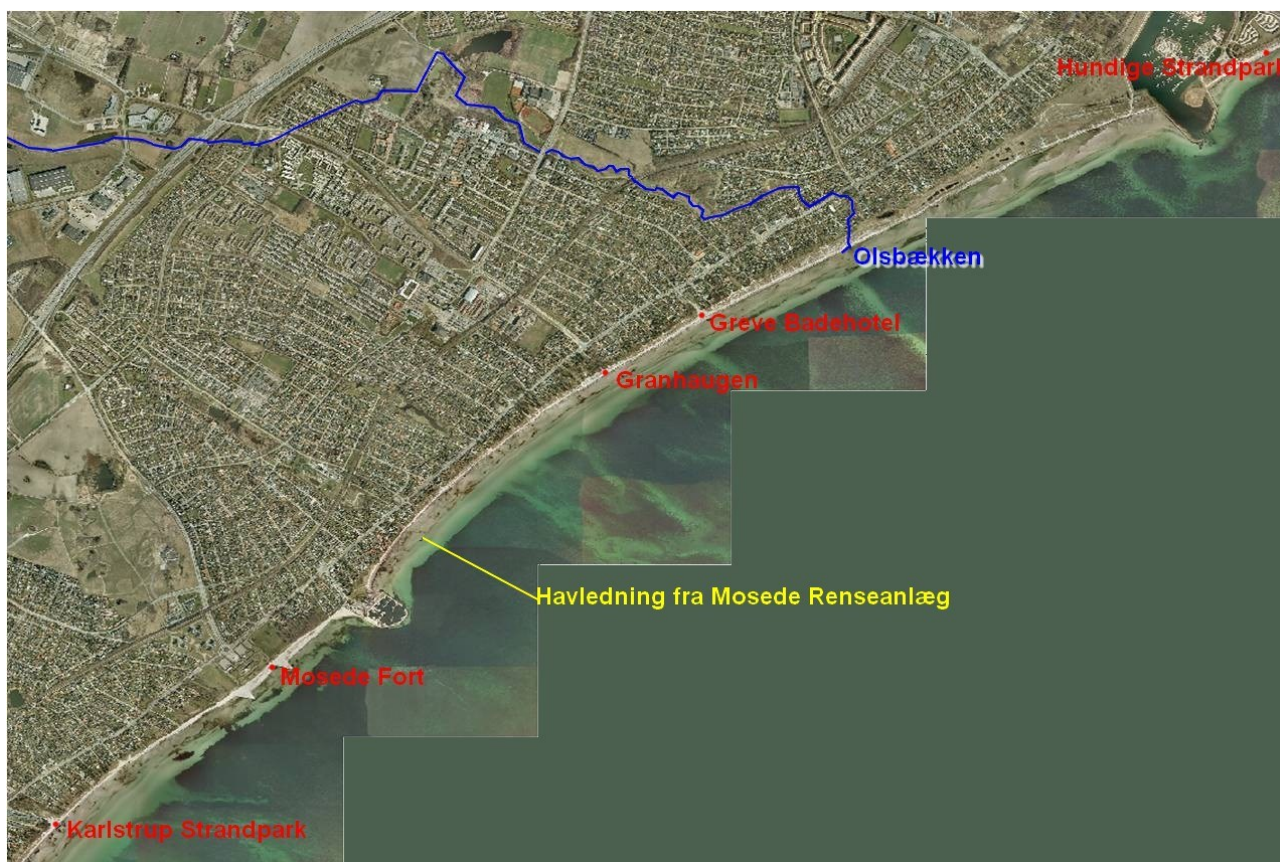 Hundige Strandpark
Olsbækken
Greve Badehotel
Granhaugen
Havledning fra Mosede Renseanlæg
Mosede Fort
Karlstrup Strandpark